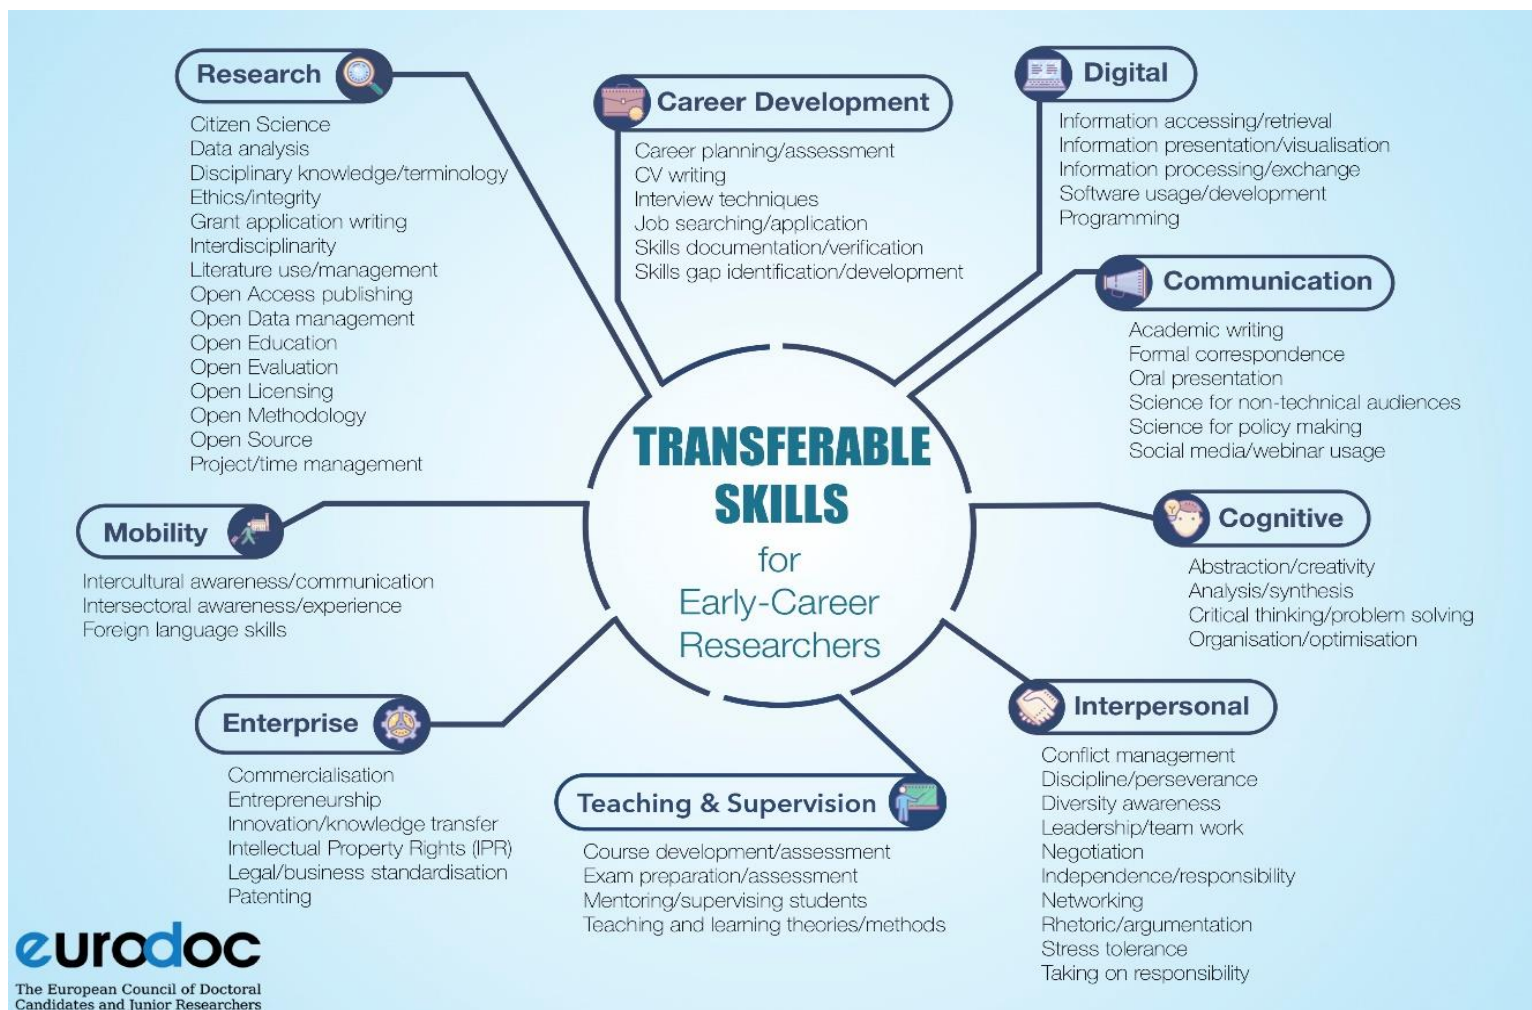 Research
Citizen Science
Data analysis
Disciplinary knowledge/terminology
Ethics/integrity
Grant application writing
Interdisciplinarity
Literature use/management
Open Access publishing
Open Data management
Open Education
Open Evaluation
Open Licensing
Open Methodology
Open Source
Project/time management
Career Development
Career planning/assessment
CV writing
Interview techniques
Job searching/application
Skills documentation/verification
Skills gap identification/development
Digital
Information accessing/retrieval
Information presentation/visualisation
Information processing/exchange
Software usage/development
Programming
Communication
Academic writing
Formal correspondence
Oral presentation
Science for non-technical audiences
Science for policy making
Social media/webinar usage
TRANSFERABLE
SKILLS
for
Early-Career
Researchers
Mobility
Intercultural awareness/communication
Intersectoral awareness/experience
Foreign language skills
Cognitive
Abstraction/creativity
Analysis/synthesis
Critical thinking/problem solving
Organisation/optimisation
Enterprise
Commercialisation
Entrepreneurship
Innovation/knowledge transfer
Intellectual Property Rights (IPR)
Legal/business standardisation
Patenting
Teaching & Supervision
Course development/assessment
Exam preparation/assessment
Mentoring/supervising students
Teaching and learning theories/methods
Interpersonal
Conflict management
Discipline/perseverance
Diversity awareness
Leadership/team work
Negotiation
Independence/responsibility
Networking
Rhetoric/argumentation
Stress tolerance
Taking on responsibility
eurodoc
The European Council of Doctoral
Candidates and Junior Researchers